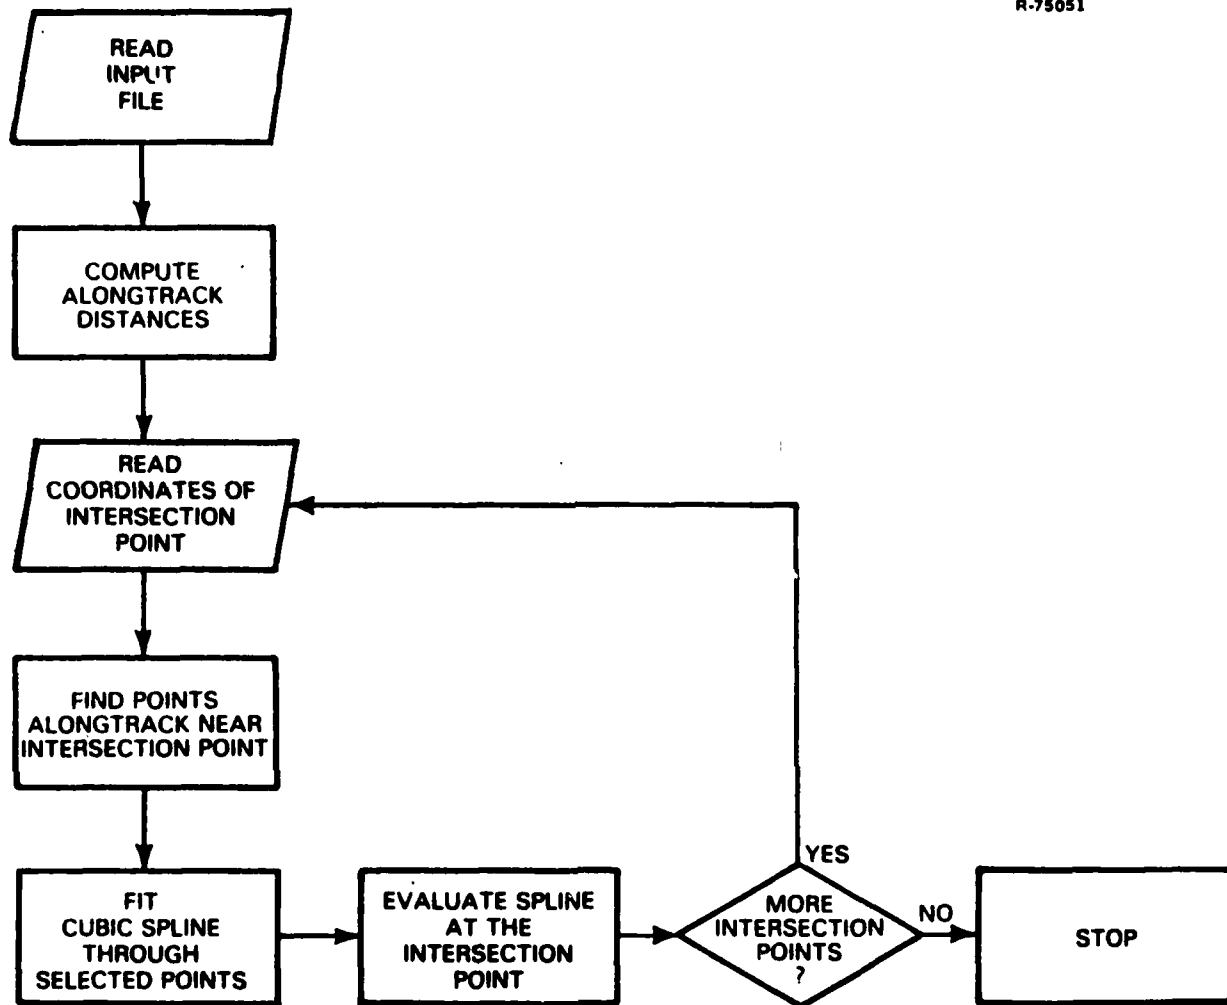 R-75051
READ
INPUT
FILE
COMPUTE
ALONGTRACK
DISTANCES
READ
COORDINATES OF
INTERSECTION
POINT
FIND POINTS
ALONGTRACK NEAR
INTERSECTION POINT
FIT
CUBIC SPLINE
THROUGH
SELECTED POINTS
EVALUATE SPLINE
AT THE
INTERSECTION
POINT
YES
MORE
INTERSECTION
POINTS
?
NO
STOP